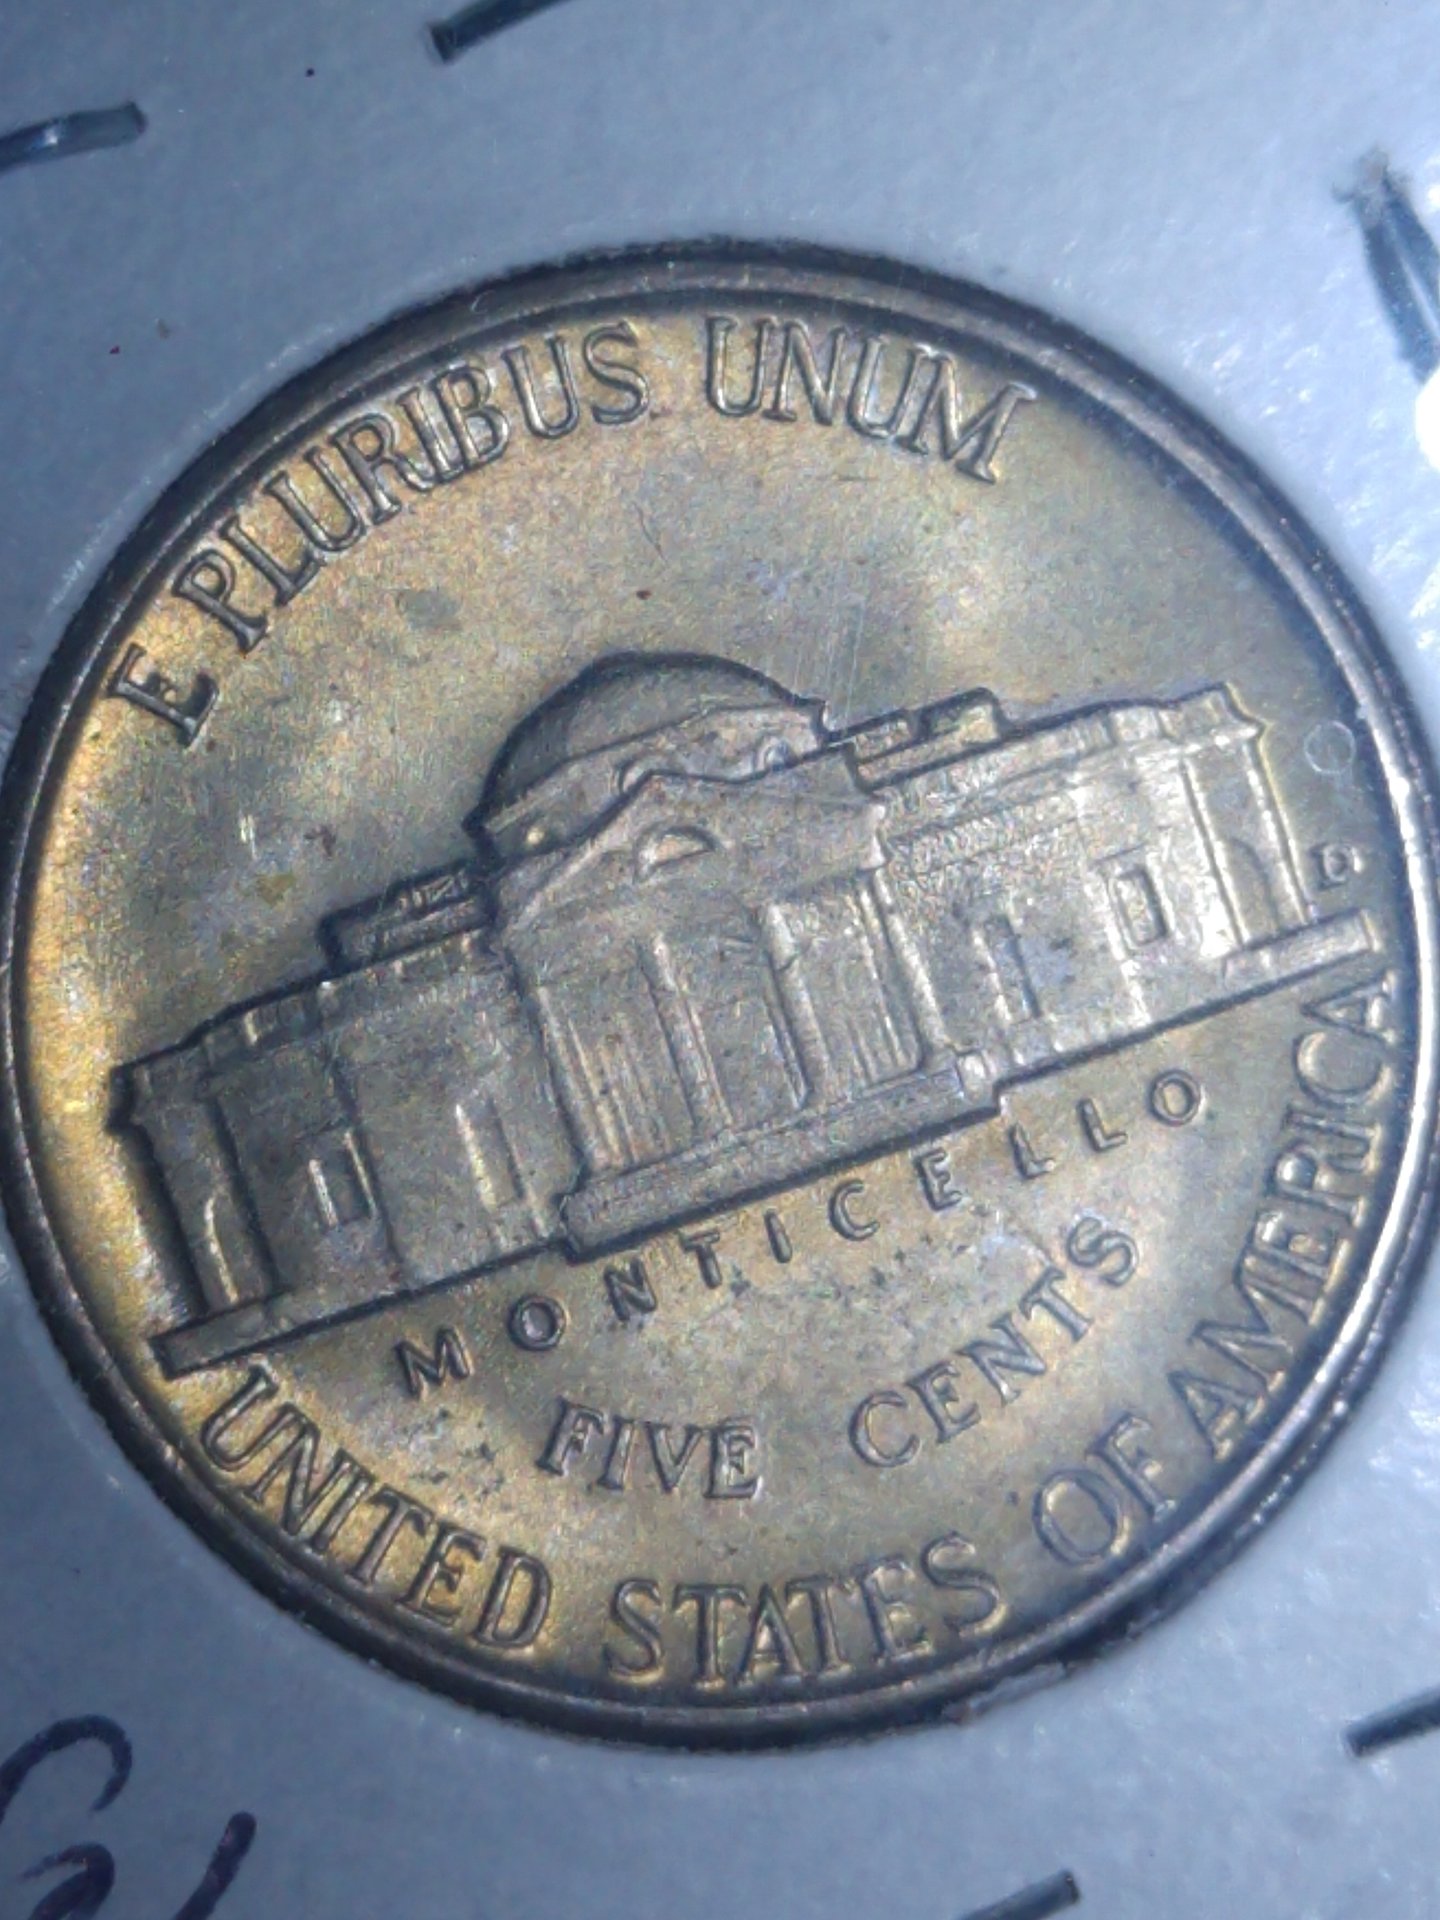 E PLURIBUS UNUM
D
MONTICELLO
FIVE CENTS
UNITED STATES OF AMERICA